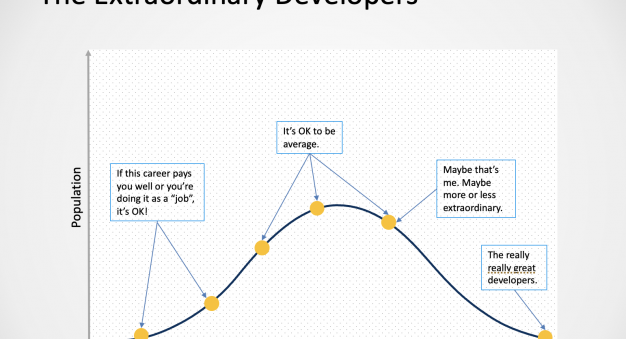 The Extraordinary Developers
It's OK to be
average.
If this career pays
you well or you're
doing it as a "job",
it's OK!
Maybe that's
me. Maybe
more or less
extraordinary.
The really
really great
developers.
Population